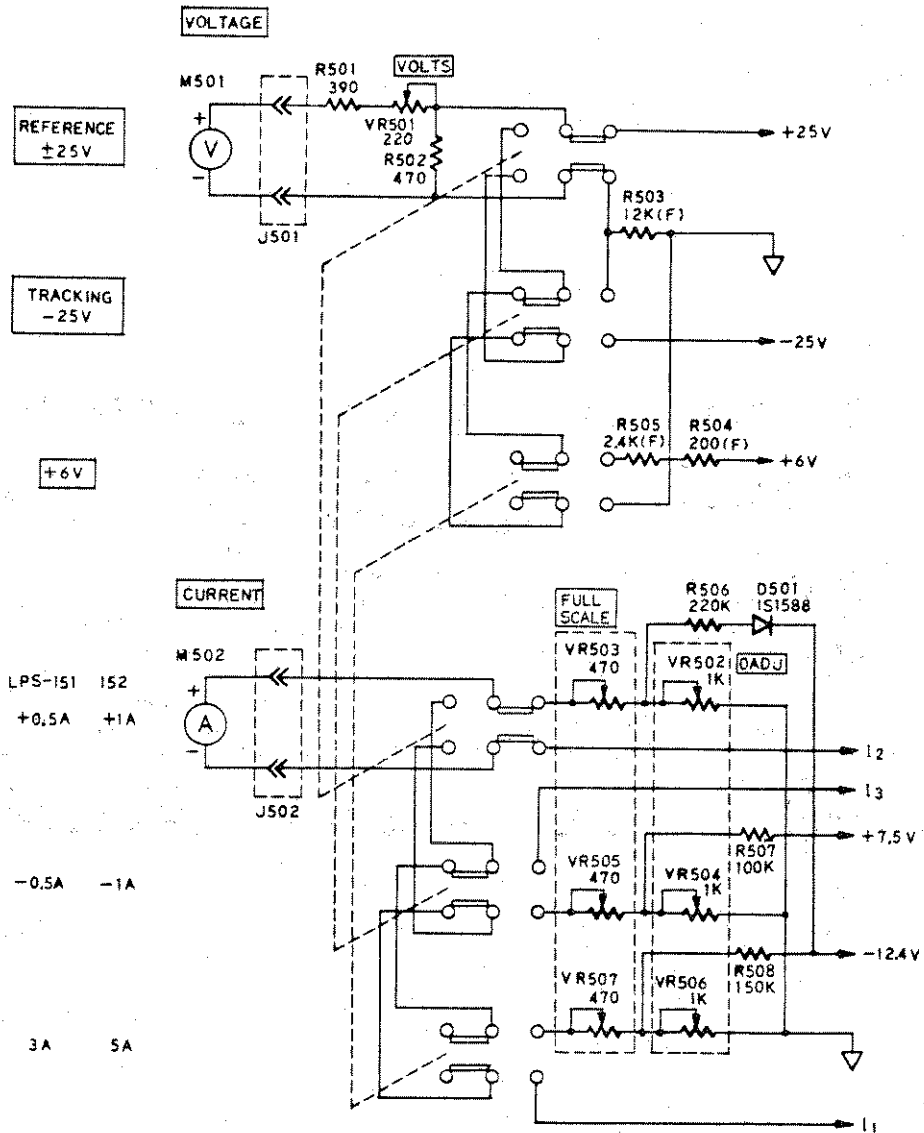 VOLTAGE
M501
R501
390
VOLTS
REFERENCE
±25V
+
V
-
VR501
220
R502
470
+25V
J501
R503
12K(F)
TRACKING
-25V
-25V
+6V
R505
2.4K(F)
R504
200(F)
+6V
CURRENT
FULL
SCALE
R506
220K
D501
1S1588
M502
VR503
470
VR502
1K
0ADJ
LPS-151 152
+0.5A +1A
+
A
-
J502
I2
I3
+7.5V
R507
100K
-0.5A -1A
VR505
470
VR504
1K
-12.4V
R508
150K
VR507
470
VR506
1K
3A 5A
I1